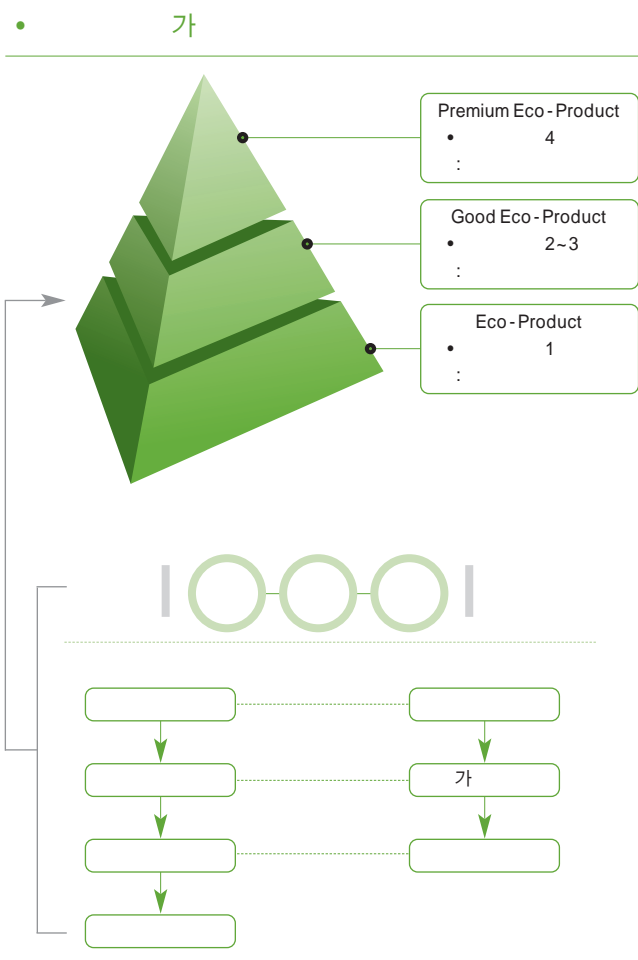 • 가
Premium Eco-Product
• 4
:
Good Eco-Product
• 2~3
:
Eco-Product
• 1
:
가